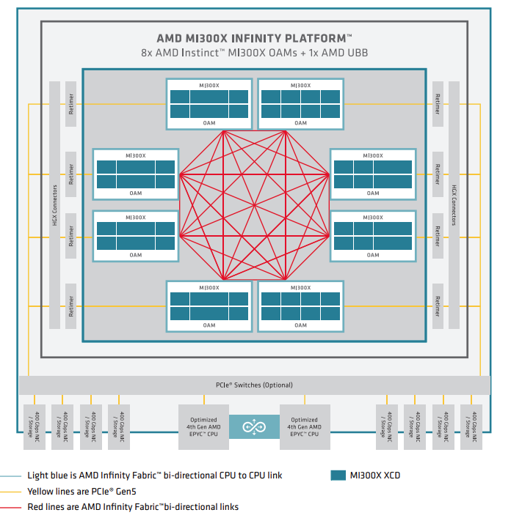 AMD MI300X INFINITY PLATFORM™
8x AMD Instinct™ MI300X OAMs + 1x AMD UBB
MI300X
OAM
MI300X
OAM
Retimer
Retimer
MI300X
OAM
MI300X
OAM
Retimer
Retimer
HGX Connectors
HGX Connectors
MI300X
OAM
MI300X
OAM
Retimer
Retimer
MI300X
OAM
MI300X
OAM
Retimer
Retimer
PCIe® Switches (Optional)
400 Gbps NIC
/ Storage
400 Gbps NIC
/ Storage
400 Gbps NIC
/ Storage
400 Gbps NIC
/ Storage
Optimized
4th Gen AMD
EPYC™ CPU
Optimized
4th Gen AMD
EPYC™ CPU
400 Gbps NIC
/ Storage
400 Gbps NIC
/ Storage
400 Gbps NIC
/ Storage
400 Gbps NIC
/ Storage
Light blue is AMD Infinity Fabric™ bi-directional CPU to CPU link
MI300X XCD
Yellow lines are PCIe® Gen5
Red lines are AMD Infinity Fabric™bi-directional links